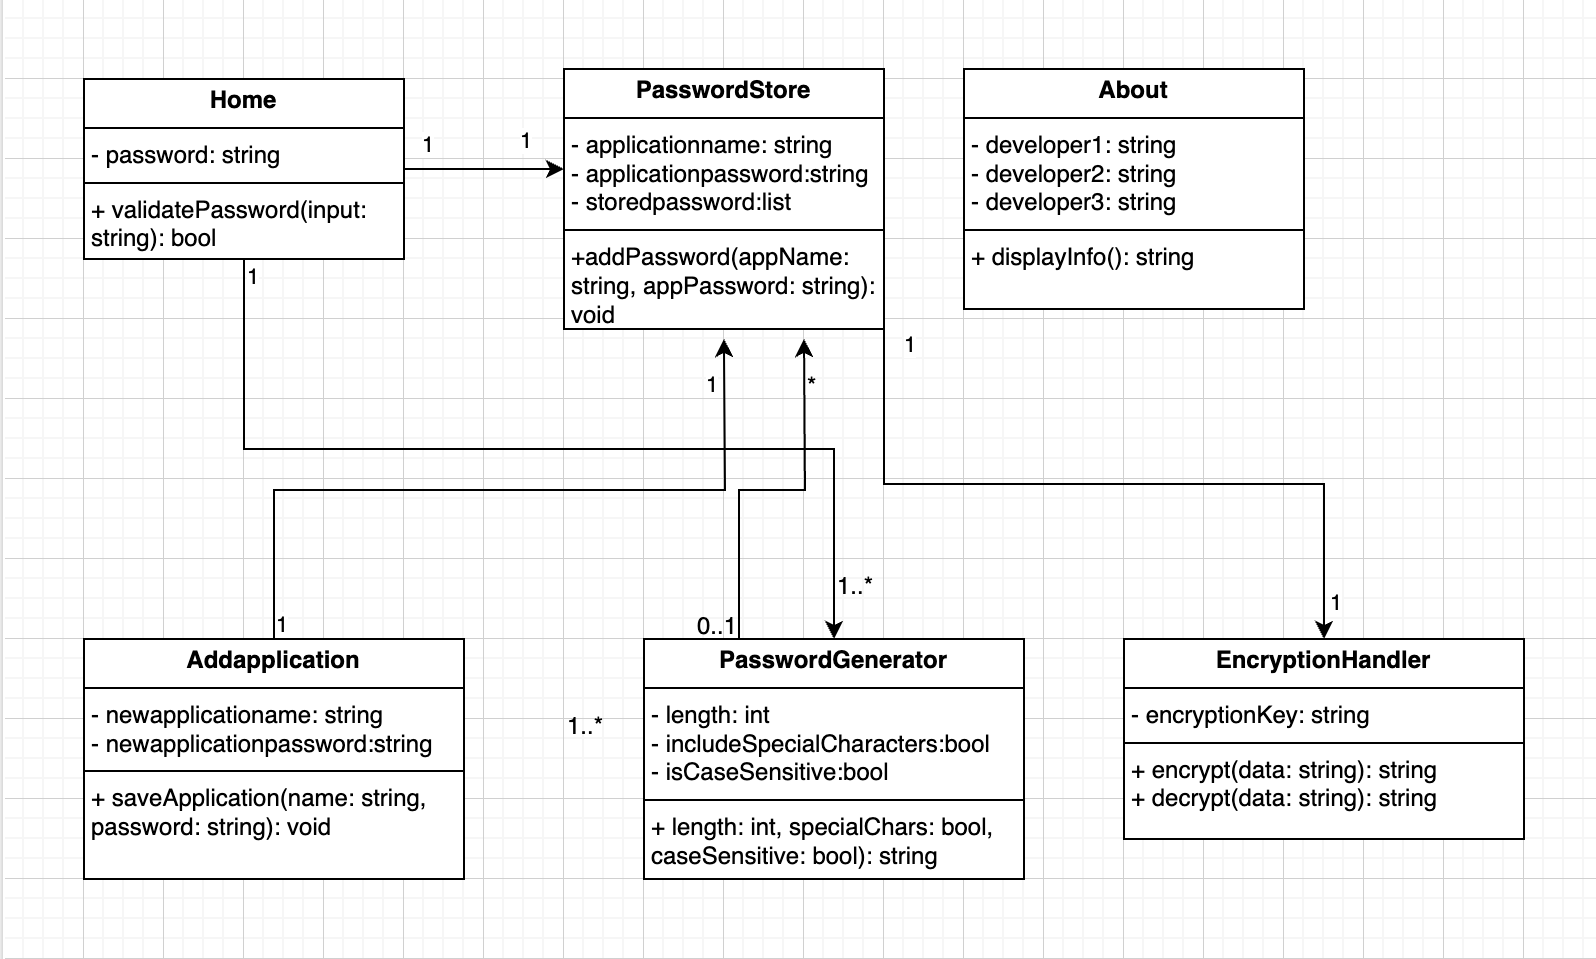 Home
- password: string
+ validatePassword(input:
string): bool
1
1
PasswordStore
- applicationname: string
- applicationpassword:string
- storedpassword:list
+addPassword(appName:
string, appPassword: string):
void
About
- developer1: string
- developer2: string
- developer3: string
+ displayInfo(): string
1
1
1
*
1..*
1
1
0..1
Addapplication
- newapplicationame: string
- newapplicationpassword:string
+ saveApplication(name: string,
password: string): void
1..*
PasswordGenerator
- length: int
- includeSpecialCharacters:bool
- isCaseSensitive:bool
+ length: int, specialChars: bool,
caseSensitive: bool): string
EncryptionHandler
- encryptionKey: string
+ encrypt(data: string): string
+ decrypt(data: string): string